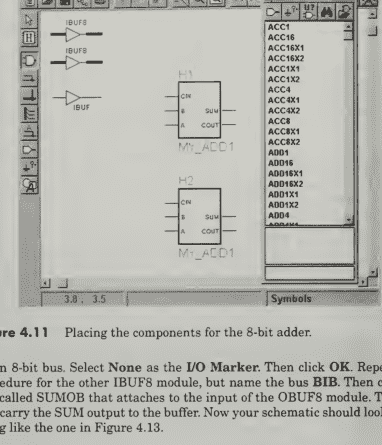 IBUF8
IBUF8
IBUF
H1
CIN
B SUM
A COUT
MY_ADD1
H2
CIN
B SUM
A COUT
MY_ADD1
ACC1
ACC16
ACC16X1
ACC16X2
ACC1X1
ACC1X2
ACC4
ACC4X1
ACC4X2
ACC8
ACC8X1
ACC8X2
ADD1
ADD16
ADD16X1
ADD16X2
ADD1X1
ADD1X2
ADD4
3.8, 3.5
Symbols
ure 4.11 Placing the components for the 8-bit adder.
n 8-bit bus. Select None as the I/O Marker. Then click OK. Repe
edure for the other IBUF8 module, but name the bus BIB. Then c
called SUMOB that attaches to the input of the OBUF8 module. T
carry the SUM output to the buffer. Now your schematic should loo
g like the one in Figure 4.13.